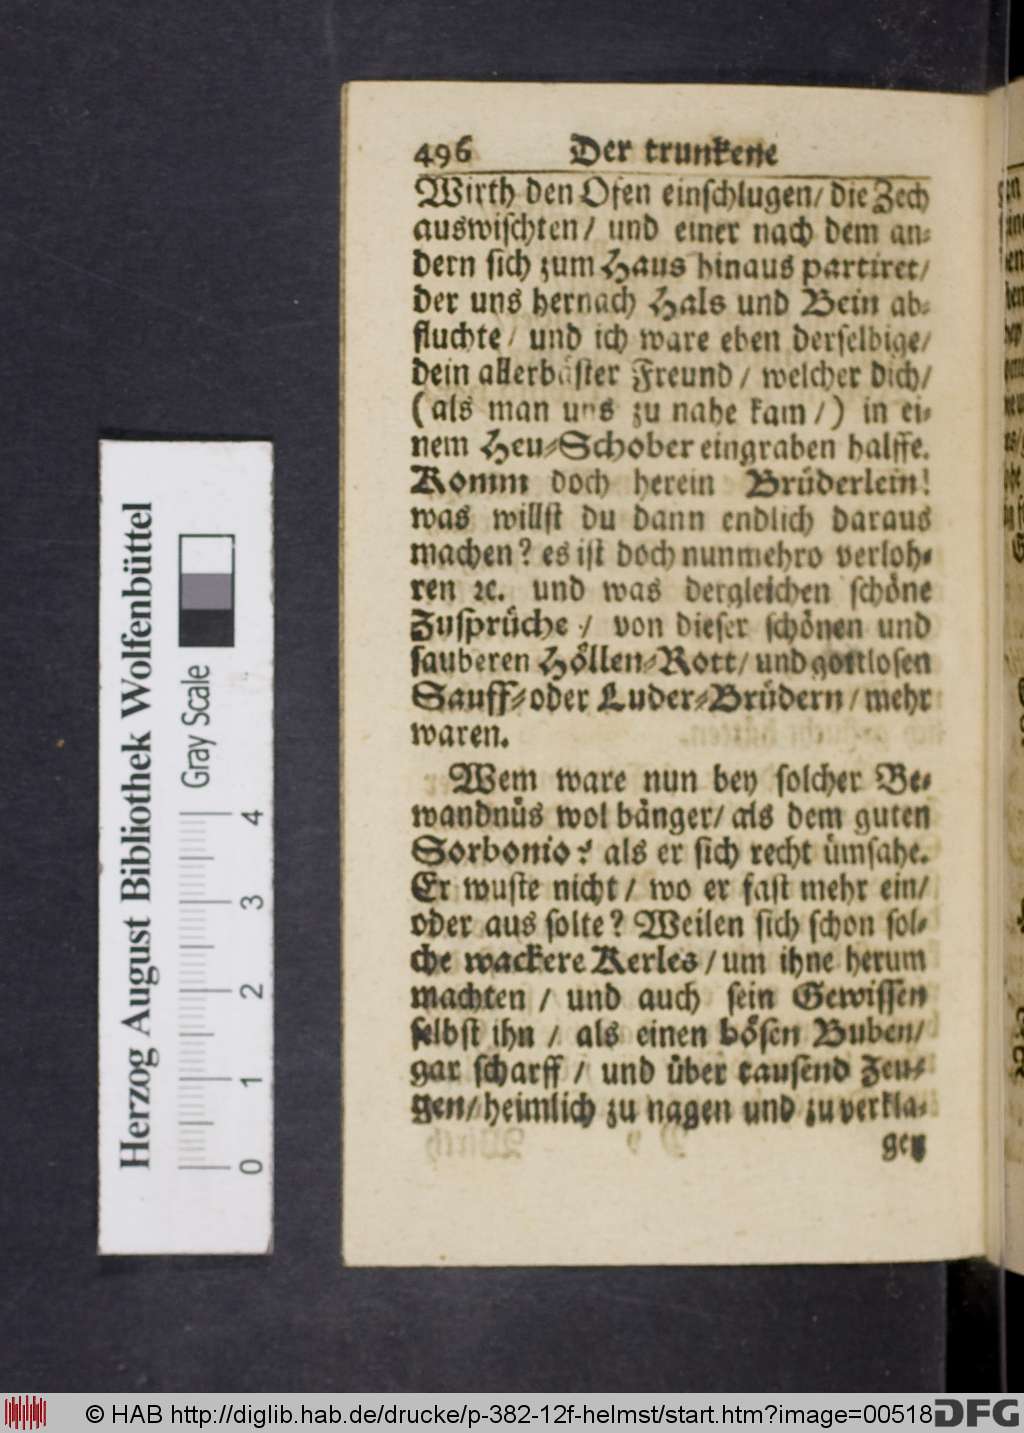 496 Der trunkene
Wirth den Ofen einschlugen/ die Zech
auswischten/ und einer nach dem an-
dern sich zum Haus hinaus partiret/
der uns hernach Hals und Bein ab-
fluchte/ und ich ware eben derselbige/
dein allerbäster Freund/ welcher dich/
(als man uns zu nahe kam/) in ei-
nem Heu-Schober eingraben halffe.
Komm doch herein Brüderlein!
was willst du dann endlich daraus
machen? es ist doch nunmehro verloh-
ren ꝛc. und was dergleichen schöne
Zusprüche/ von dieser schönen und
sauberen Höllen-Rott/ und gottlosen
Sauff-oder Luder-Brüdern/ mehr
waren.
Wem ware nun bey solcher Be-
wandnüs wol bänger/ als dem guten
Sorbonio? als er sich recht ümsahe.
Er wuste nicht/ wo er fast mehr ein/
oder aus solte? Weilen sich schon sol-
che wackere Kerles/ um ihne herum
machten/ und auch sein Gewissen
selbst ihn/ als einen bösen Buben/
gar scharff/ und über tausend Zeu-
gen/ heimlich zu nagen und zu verkla-
gen
Herzog August Bibliothek Wolfenbüttel
Gray Scale
0 1 2 3 4
© HAB http://diglib.hab.de/drucke/p-382-12f-helmst/start.htm?image=00518
DFG